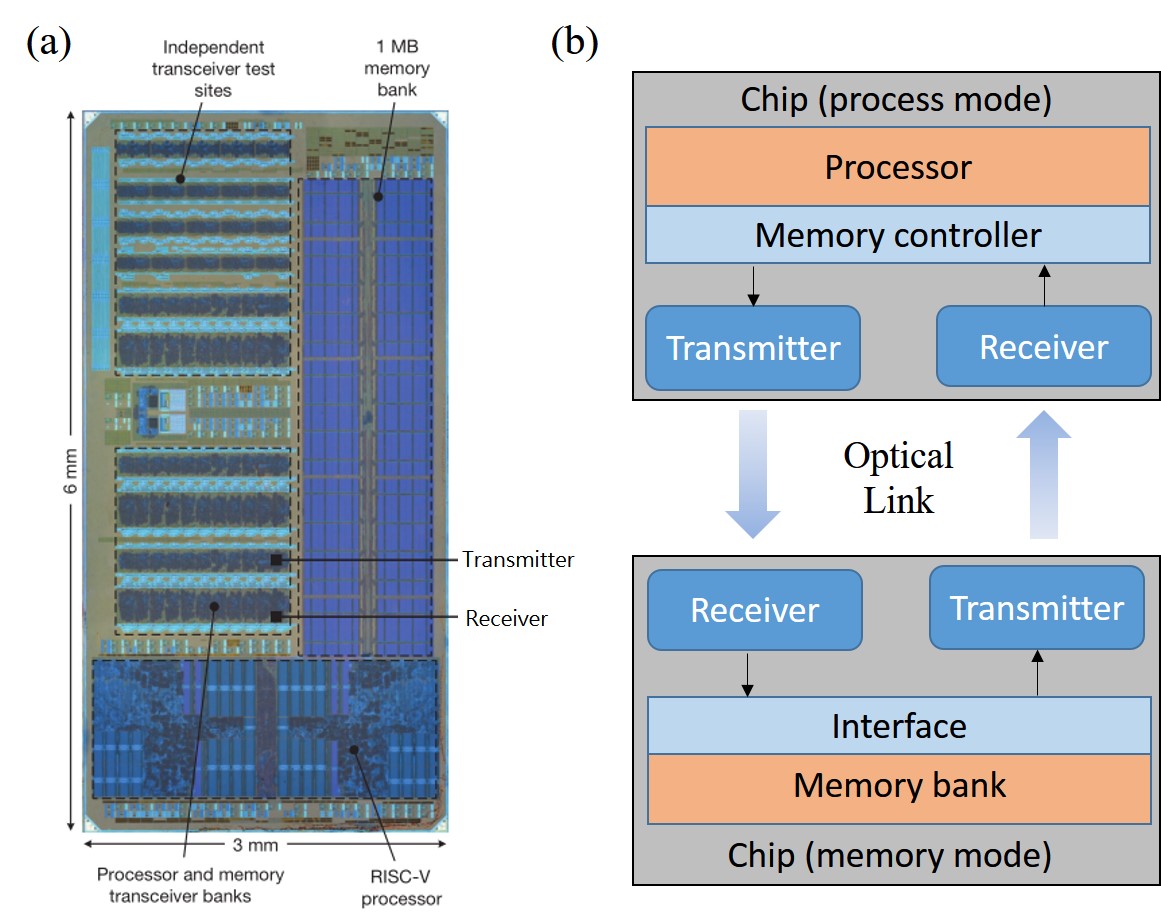 (a)
Independent
transceiver test
sites
1 MB
memory
bank
6 mm
Transmitter
Receiver
3 mm
Processor and memory
transceiver banks
RISC-V
processor
(b)
Chip (process mode)
Processor
Memory controller
Transmitter
Receiver
Optical
Link
Receiver
Transmitter
Interface
Memory bank
Chip (memory mode)